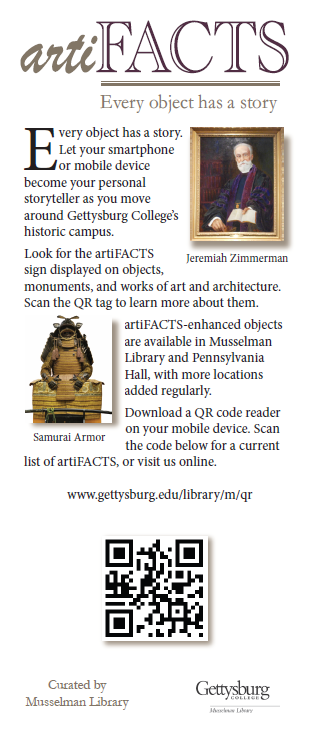 artiFACTS
Every object has a story
Every object has a story.
Let your smartphone
or mobile device
become your personal
storyteller as you move
around Gettysburg College's
historic campus.
Jeremiah Zimmerman
Look for the artiFACTS
sign displayed on objects,
monuments, and works of art and architecture.
Scan the QR tag to learn more about them.
Samurai Armor
artiFACTS-enhanced objects
are available in Musselman
Library and Pennsylvania
Hall, with more locations
added regularly.
Download a QR code reader
on your mobile device. Scan
the code below for a current
list of artiFACTS, or visit us online.
www.gettysburg.edu/library/m/qr
Curated by
Musselman Library
Gettysburg
COLLEGE
Musselman Library